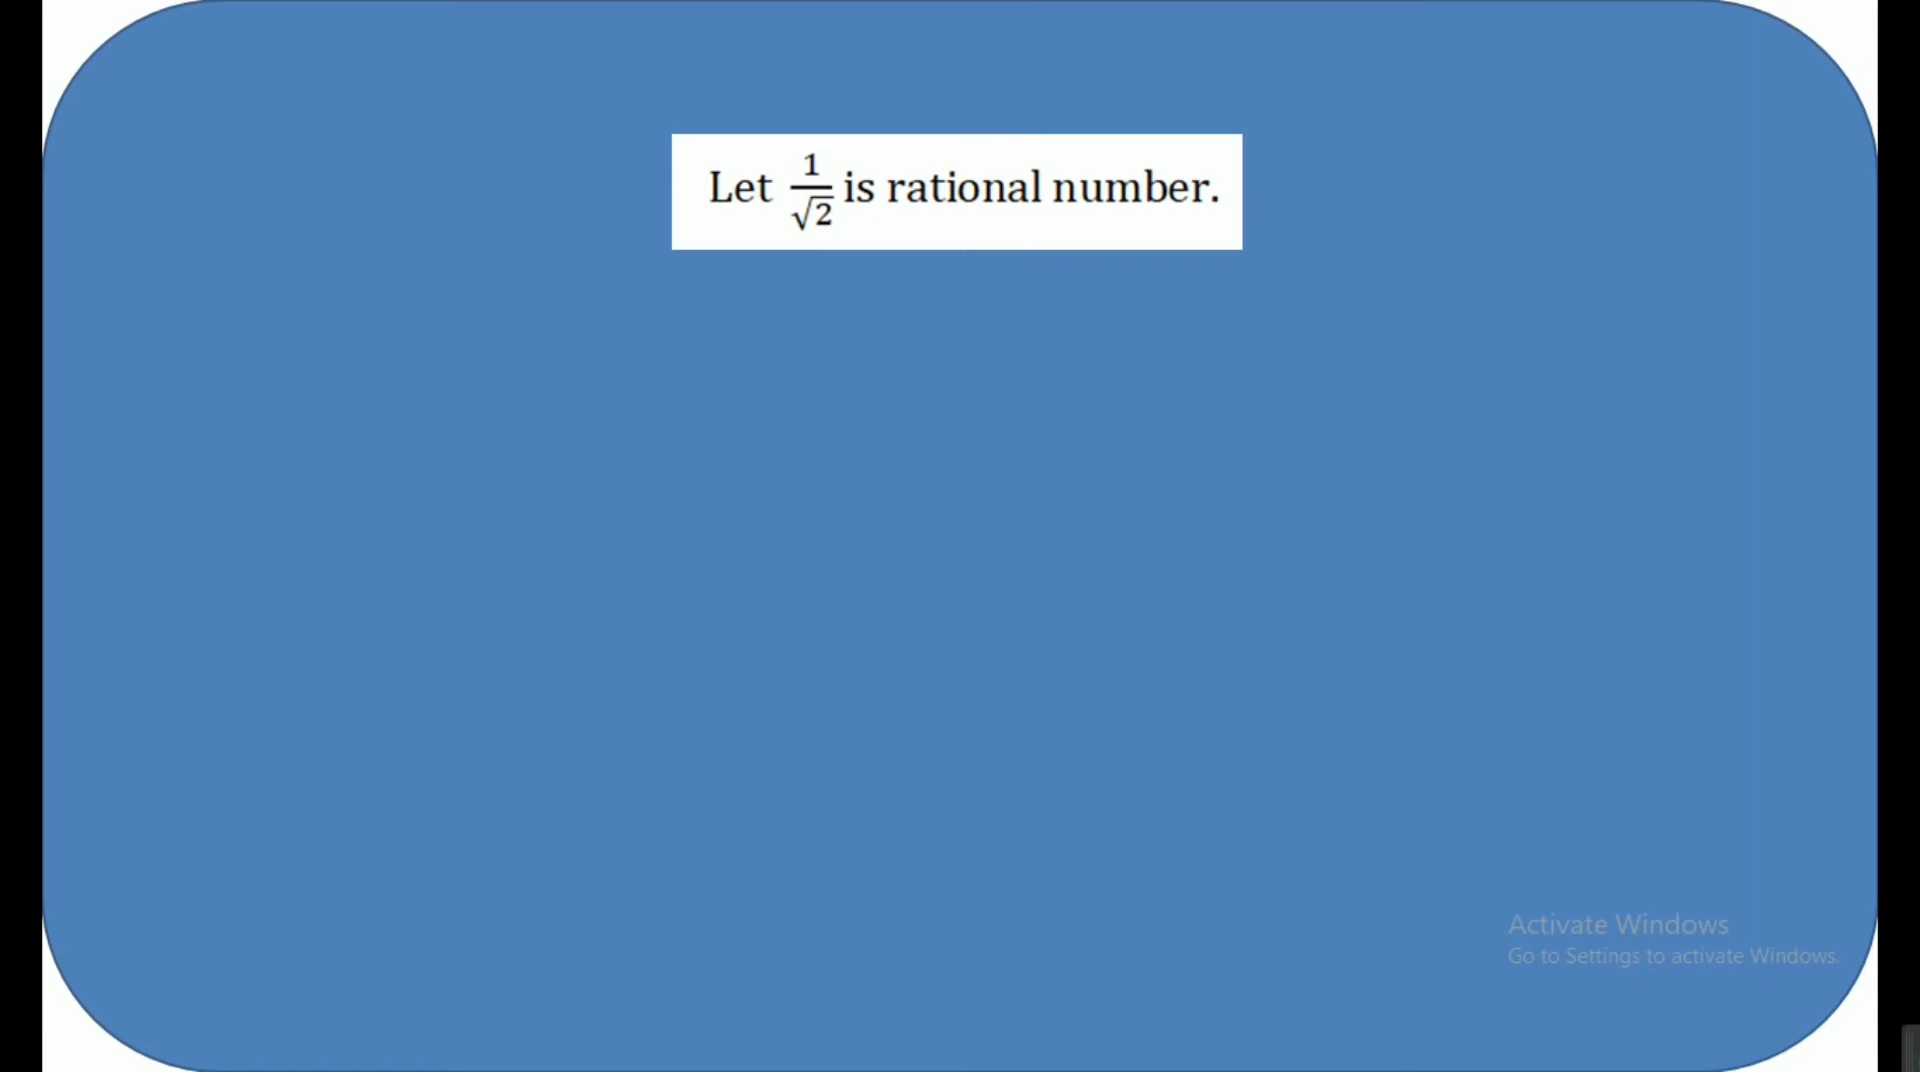 Let 1/√2 is rational number.
Activate Windows
Go to Settings to activate Windows.